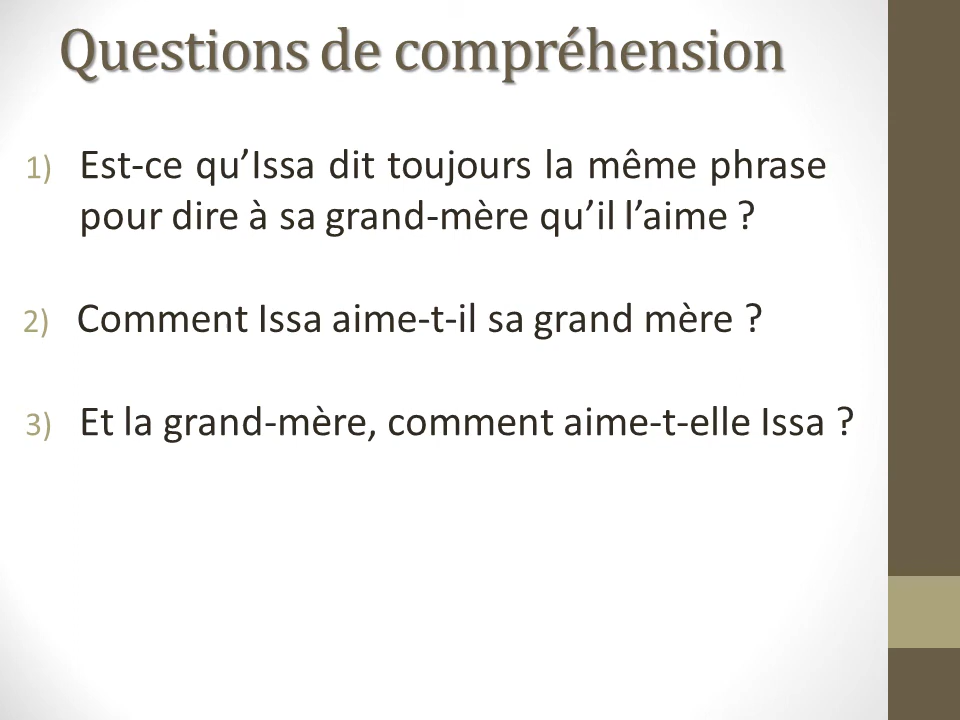 Questions de compréhension
1) Est-ce qu’Issa dit toujours la même phrase
pour dire à sa grand-mère qu’il l’aime ?
2) Comment Issa aime-t-il sa grand mère ?
3) Et la grand-mère, comment aime-t-elle Issa ?